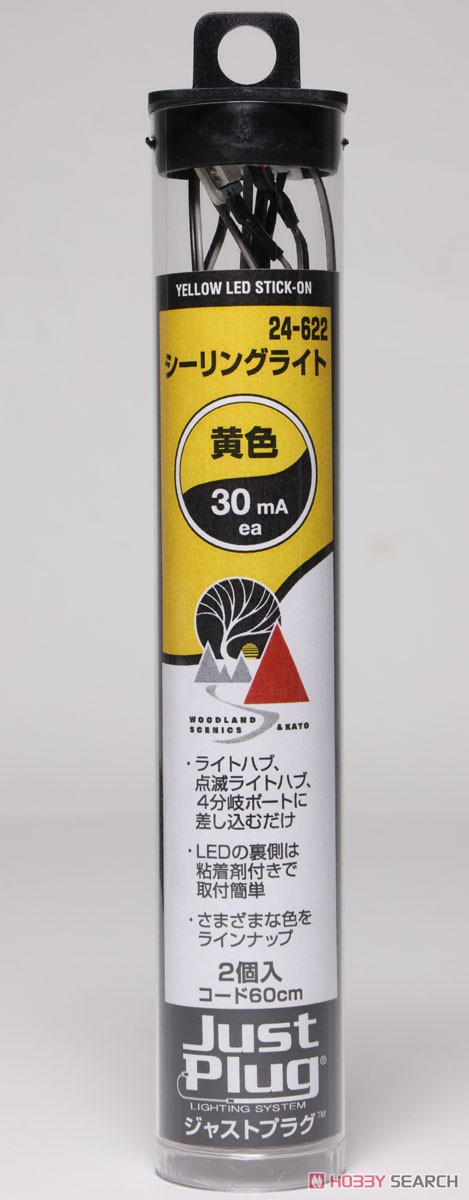 YELLOW LED STICK-ON
24-622
シーリングライト
黄色
30 mA
ea
WOODLAND
SCENICS & KATO
・ライトハブ、
点滅ライトハブ、
4分岐ポートに
差し込むだけ
・LEDの裏側は
粘着剤付きで
取付簡単
・さまざまな色を
ラインナップ
2個入
コード60cm
Just
Plug®
LIGHTING SYSTEM
ジャストプラグ™
HOBBY SEARCH